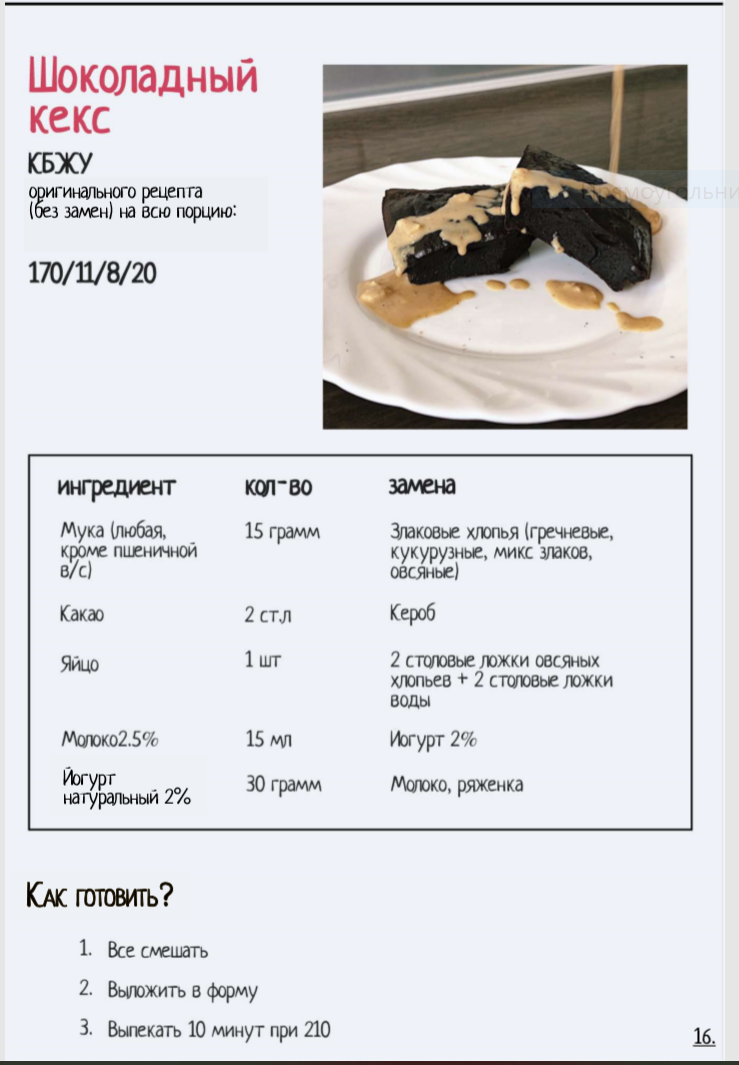 Шоколадный
кекс
КБЖУ
оригинального рецепта
(без замен) на всю порцию:
170/11/8/20
ингредиент кол-во замена
Мука (любая,
кроме пшеничной
в/с)
15 грамм
Злаковые хлопья (гречневые,
кукурузные, микс злаков,
овсяные)
Какао 2 ст.л Кероб
Яйцо 1 шт
2 столовые ложки овсяных
хлопьев + 2 столовые ложки
воды
Молоко2.5% 15 мл Йогурт 2%
Йогурт
натуральный 2%
30 грамм Молоко, ряженка
Как готовить?
1. Все смешать
2. Выложить в форму
3. Выпекать 10 минут при 210
16.